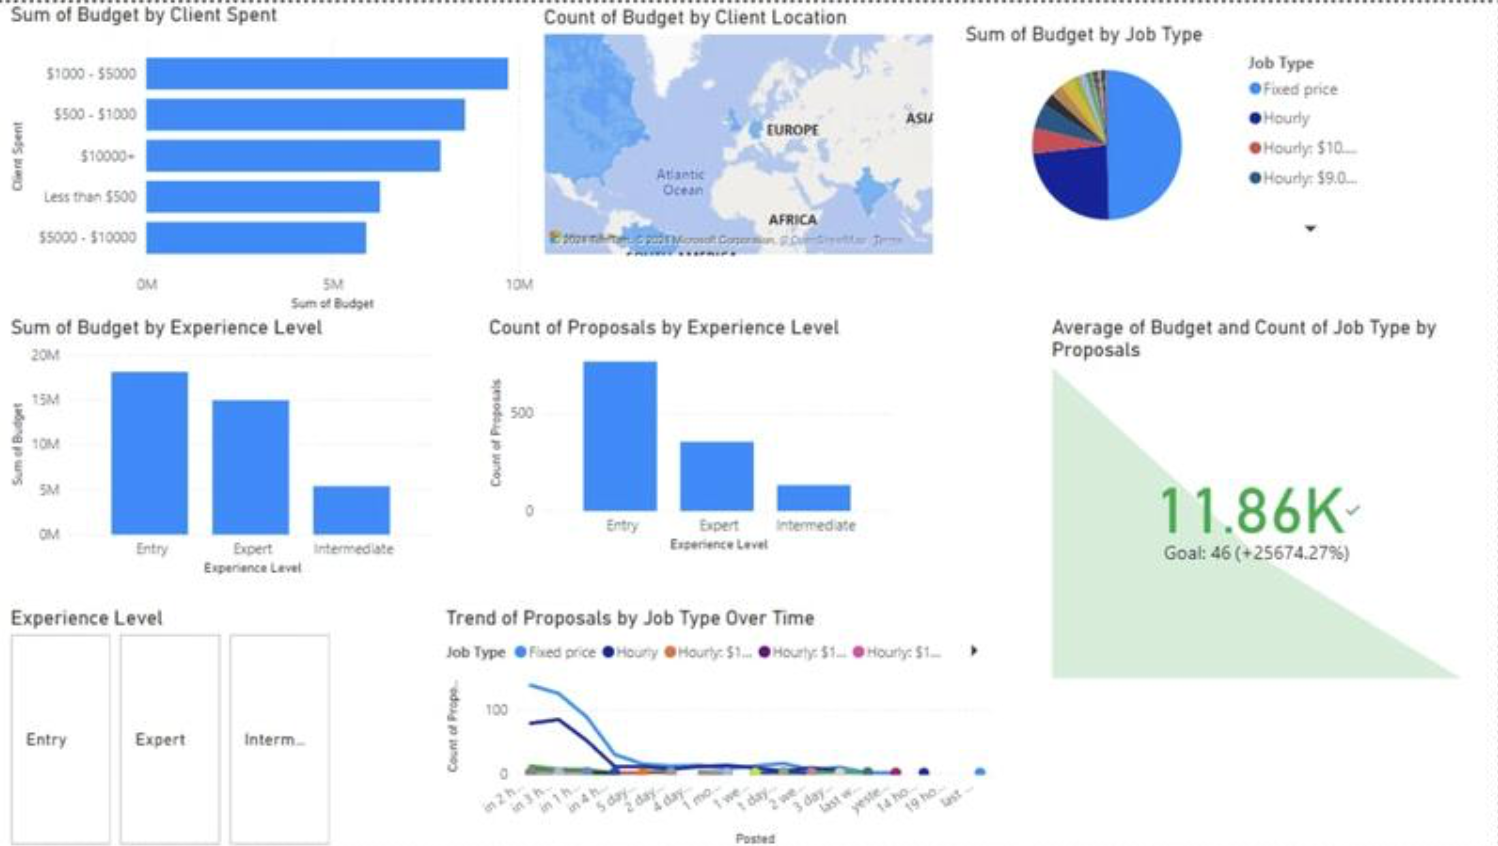 Sum of Budget by Client Spent
Client Spent
$1000 - $5000
$500 - $1000
$10000+
Less than $500
$5000 - $10000
0M
5M
10M
Sum of Budget
Count of Budget by Client Location
EUROPE
ASIA
Atlantic
Ocean
AFRICA
© 2024 TomTom, © 2024 Microsoft Corporation, © OpenStreetMap Terms
SOUTH AMERICA
Sum of Budget by Job Type
Job Type
Fixed price
Hourly
Hourly: $10....
Hourly: $9.0...
Sum of Budget by Experience Level
Sum of Budget
20M
15M
10M
5M
0M
Entry
Expert
Intermediate
Experience Level
Count of Proposals by Experience Level
Count of Proposals
500
0
Entry
Expert
Intermediate
Experience Level
Average of Budget and Count of Job Type by
Proposals
11.86K
Goal: 46 (+25674.27%)
Experience Level
Entry
Expert
Interm...
Trend of Proposals by Job Type Over Time
Job Type Fixed price Hourly Hourly: $1... Hourly: $1... Hourly: $1...
Count of Propo...
100
0
in 2 h...
in 3 h...
in 1 h...
in 4 h...
5 day...
2 day...
4 day...
1 mo...
1 we...
1 day...
2 we...
3 day...
last w...
yeste...
14 ho...
19 ho...
last ...
Posted